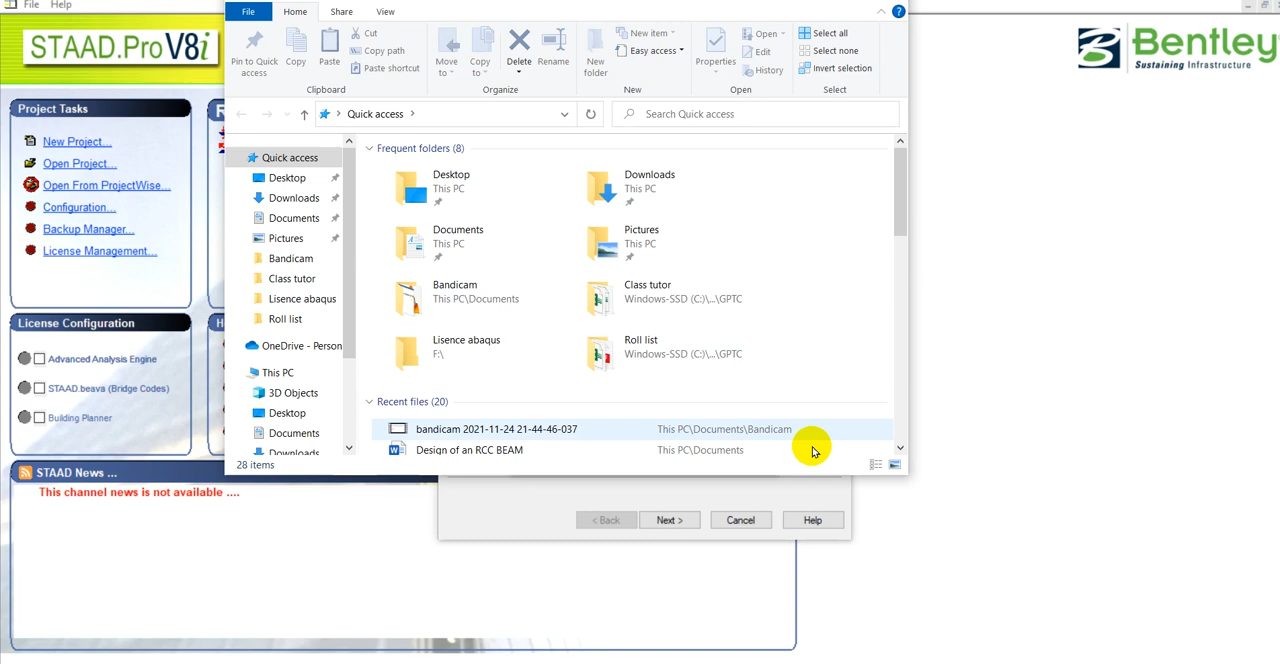 File Help
STAAD.Pro V8i
Bentley
Sustaining Infrastructure
Project Tasks
New Project...
Open Project...
Open From ProjectWise...
Configuration...
Backup Manager...
License Management...
License Configuration
Advanced Analysis Engine
STAAD.beava (Bridge Codes)
Building Planner
STAAD News ...
This channel news is not available ....
File Home Share View
Pin to Quick access
Copy
Paste
Cut
Copy path
Paste shortcut
Clipboard
Move to
Copy to
Delete
Rename
Organize
New folder
New item
Easy access
New
Properties
Open
Edit
History
Open
Select all
Select none
Invert selection
Select
Quick access
Search Quick access
Quick access
Desktop
Downloads
Documents
Pictures
Bandicam
Class tutor
Lisence abaqus
Roll list
OneDrive - Person
This PC
3D Objects
Desktop
Documents
Downloads
Frequent folders (8)
Desktop
This PC
Downloads
This PC
Documents
This PC
Pictures
This PC
Bandicam
This PC\Documents
Class tutor
Windows-SSD (C:)\...\GPTC
Lisence abaqus
F:\
Roll list
Windows-SSD (C:)\...\GPTC
Recent files (20)
bandicam 2021-11-24 21-44-46-037 This PC\Documents\Bandicam
Design of an RCC BEAM This PC\Documents
28 items
< Back Next > Cancel Help